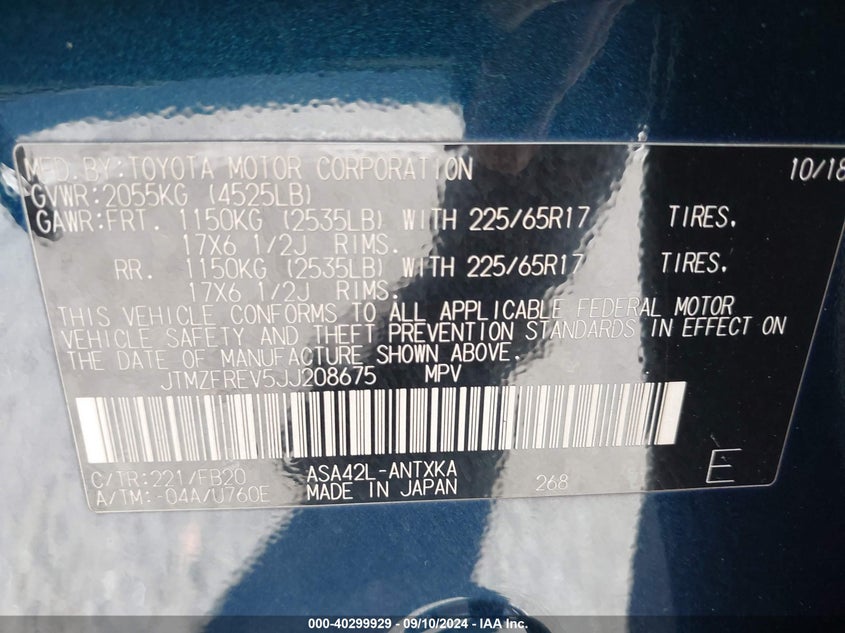 MFD.BY:TOYOTA MOTOR CORPORATION 10/18
GVWR:2055KG (4525LB)
GAWR:FRT. 1150KG (2535LB) WITH 225/65R17 TIRES.
17X6 1/2J RIMS.
RR. 1150KG (2535LB) WITH 225/65R17 TIRES.
17X6 1/2J RIMS.
THIS VEHICLE CONFORMS TO ALL APPLICABLE FEDERAL MOTOR
VEHICLE SAFETY AND THEFT PREVENTION STANDARDS IN EFFECT ON
THE DATE OF MANUFACTURE SHOWN ABOVE.
JTMZFREV5JJ208675 MPV
C/TR:221/FB20 ASA42L-ANTXKA 268 E
A/TM:-04A/U760E MADE IN JAPAN
000-40299929 - 09/10/2024 - IAA Inc.